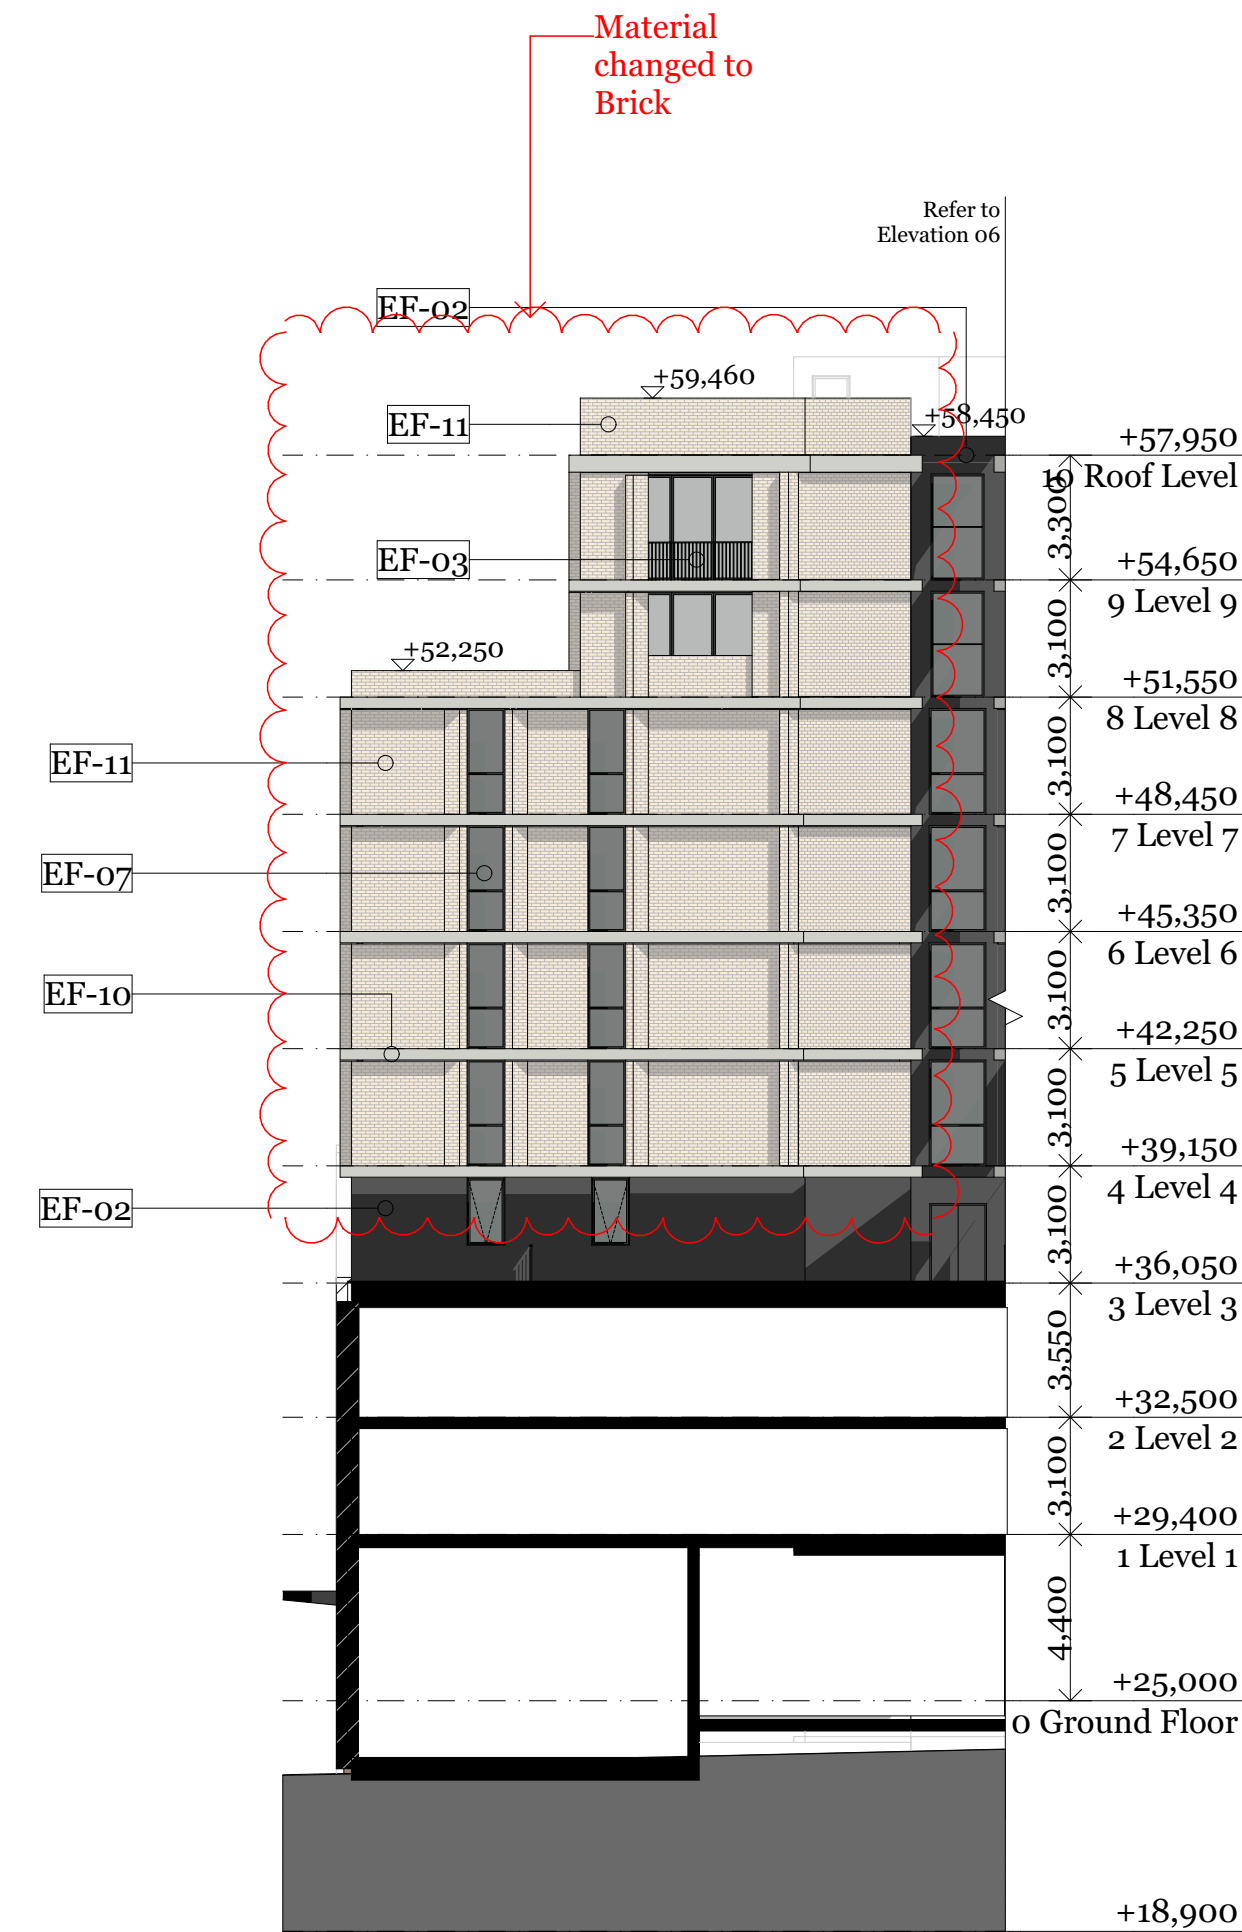 Material
changed to
Brick
Refer to
Elevation 06
EF-02
+59,460
EF-11
+58,450
+57,950
10 Roof Level
3,300
EF-03
+54,650
9 Level 9
3,100
+52,250
+51,550
8 Level 8
EF-11
3,100
+48,450
7 Level 7
EF-07
3,100
+45,350
6 Level 6
EF-10
3,100
+42,250
5 Level 5
3,100
+39,150
4 Level 4
EF-02
3,100
+36,050
3 Level 3
3,550
+32,500
2 Level 2
3,100
+29,400
1 Level 1
4,400
+25,000
0 Ground Floor
+18,900